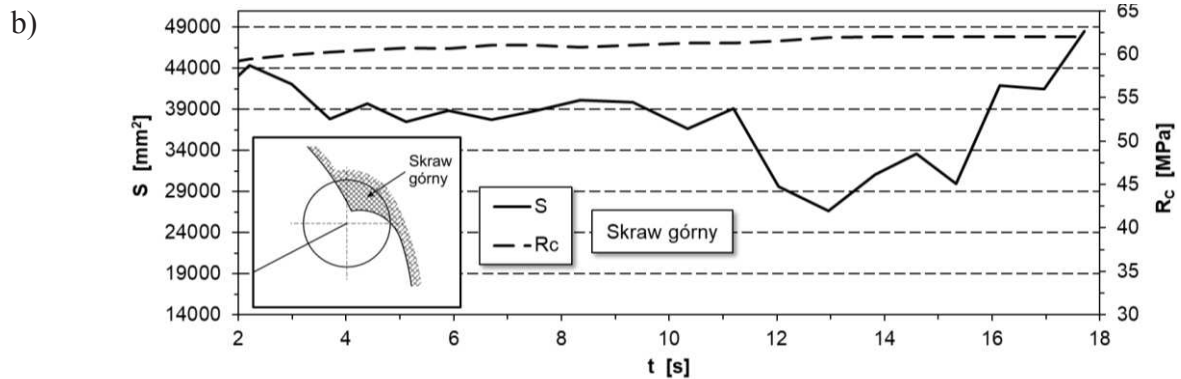 b)
S [mm²]
49000
44000
39000
34000
29000
24000
19000
14000
65
60
55
50
45
40
35
30
R_C [MPa]
Skraw
górny
S
Rc
Skraw górny
2 4 6 8 10 12 14 16 18
t [s]